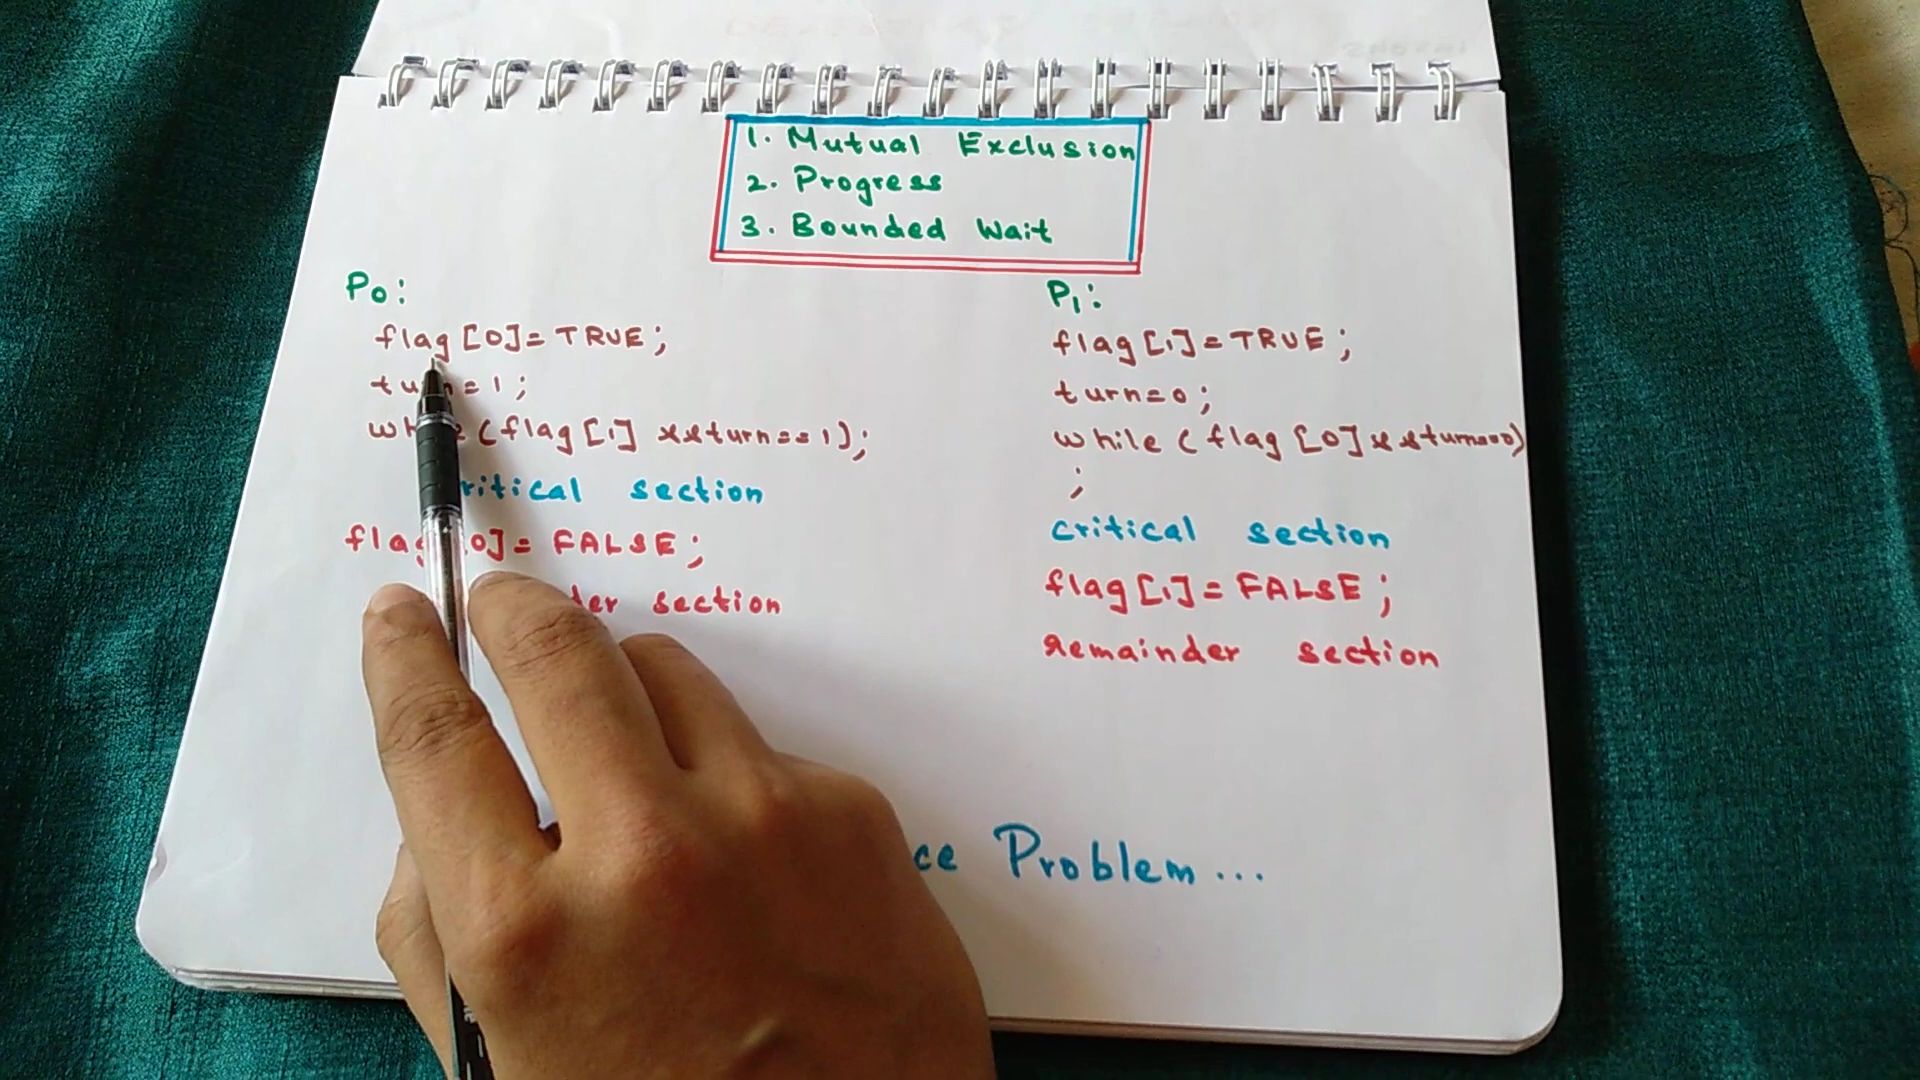 1. Mutual Exclusion
2. Progress
3. Bounded Wait
P0:
flag[0]=TRUE;
=1;
(flag[1] &&turn==1);
section
0]= FALSE;
section
P1:
flag[1]=TRUE;
turn=0;
while(flag[0]&&turn==0)
;
critical section
flag[1]=FALSE;
remainder section
Problem...